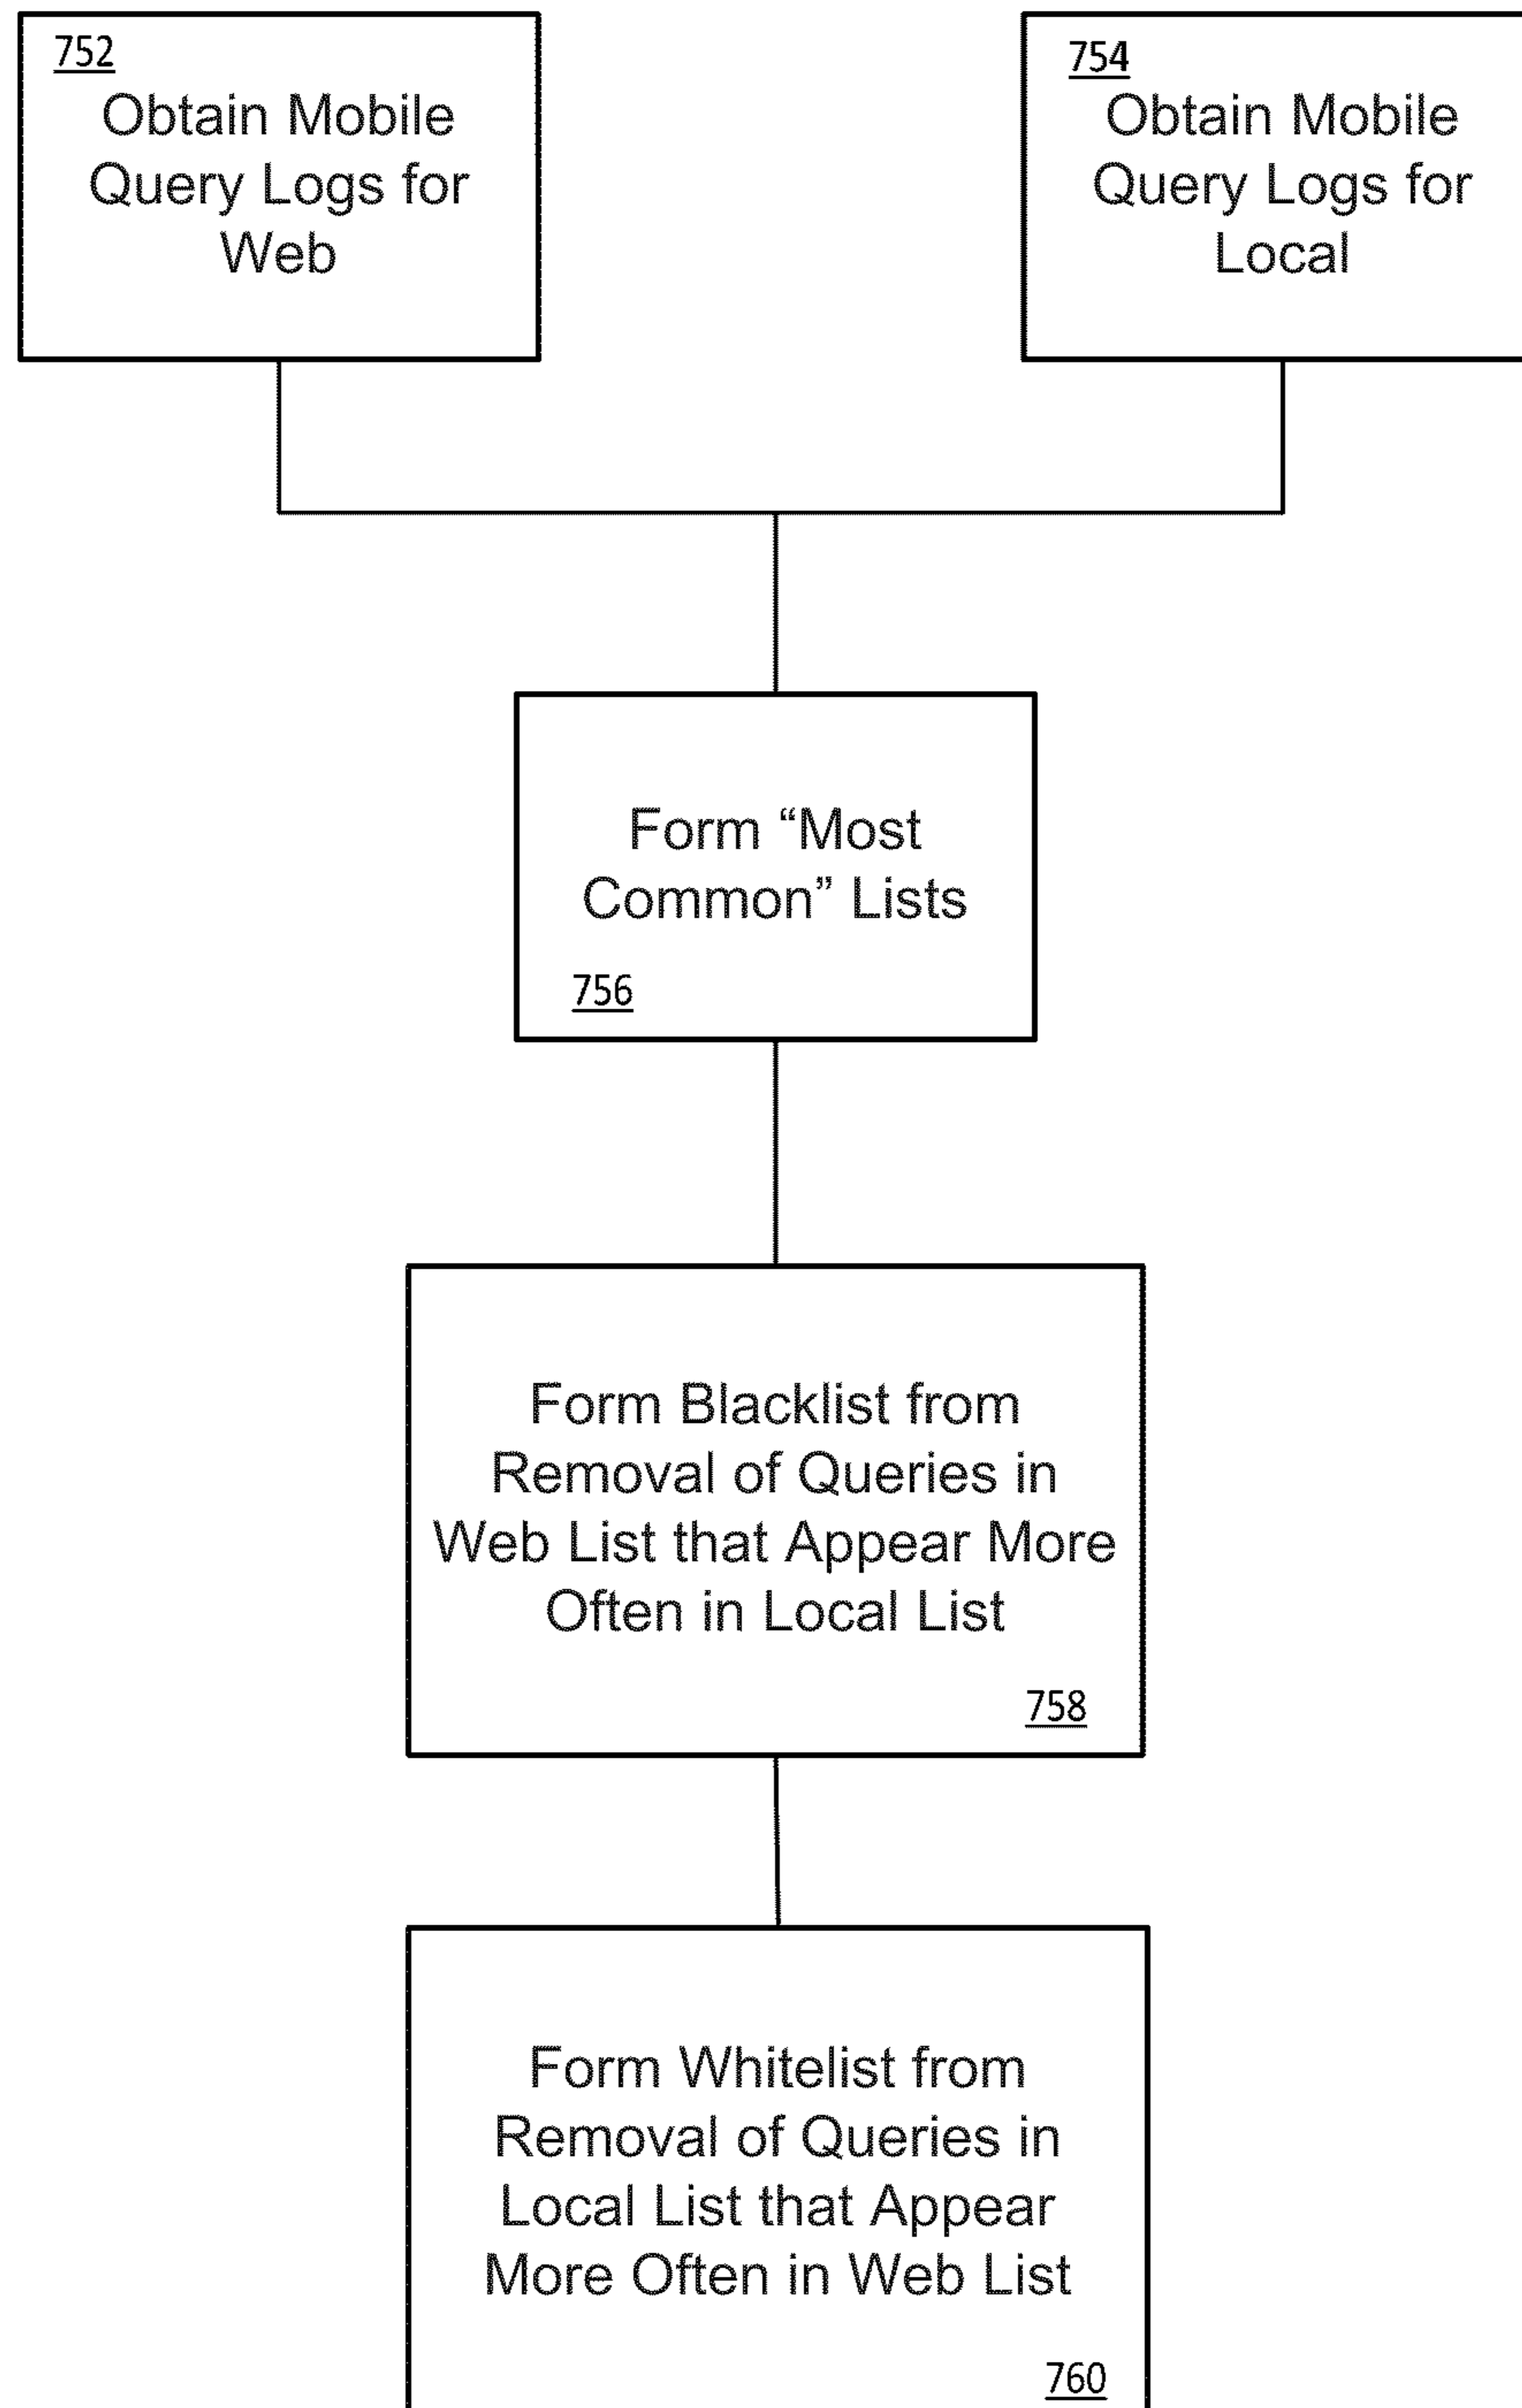 752
Obtain Mobile
Query Logs for
Web
754
Obtain Mobile
Query Logs for
Local
Form “Most
Common” Lists
756
Form Blacklist from
Removal of Queries in
Web List that Appear More
Often in Local List
758
Form Whitelist from
Removal of Queries in
Local List that Appear
More Often in Web List
760